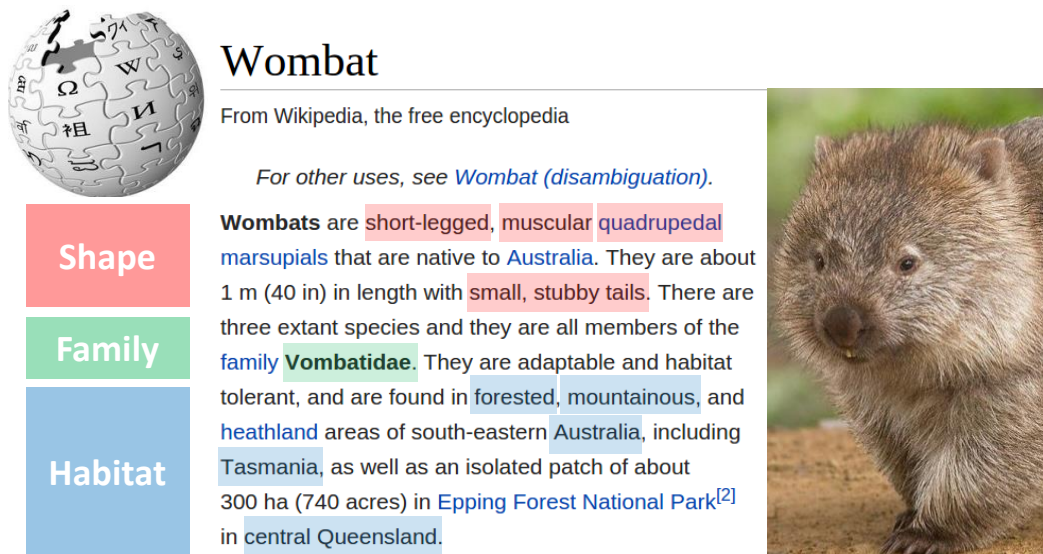 Wombat
From Wikipedia, the free encyclopedia
For other uses, see Wombat (disambiguation).
Shape
Family
Habitat
Wombats are short-legged, muscular quadrupedal
marsupials that are native to Australia. They are about
1 m (40 in) in length with small, stubby tails. There are
three extant species and they are all members of the
family Vombatidae. They are adaptable and habitat
tolerant, and are found in forested, mountainous, and
heathland areas of south-eastern Australia, including
Tasmania, as well as an isolated patch of about
300 ha (740 acres) in Epping Forest National Park[2]
in central Queensland.
Ω W
祖 И